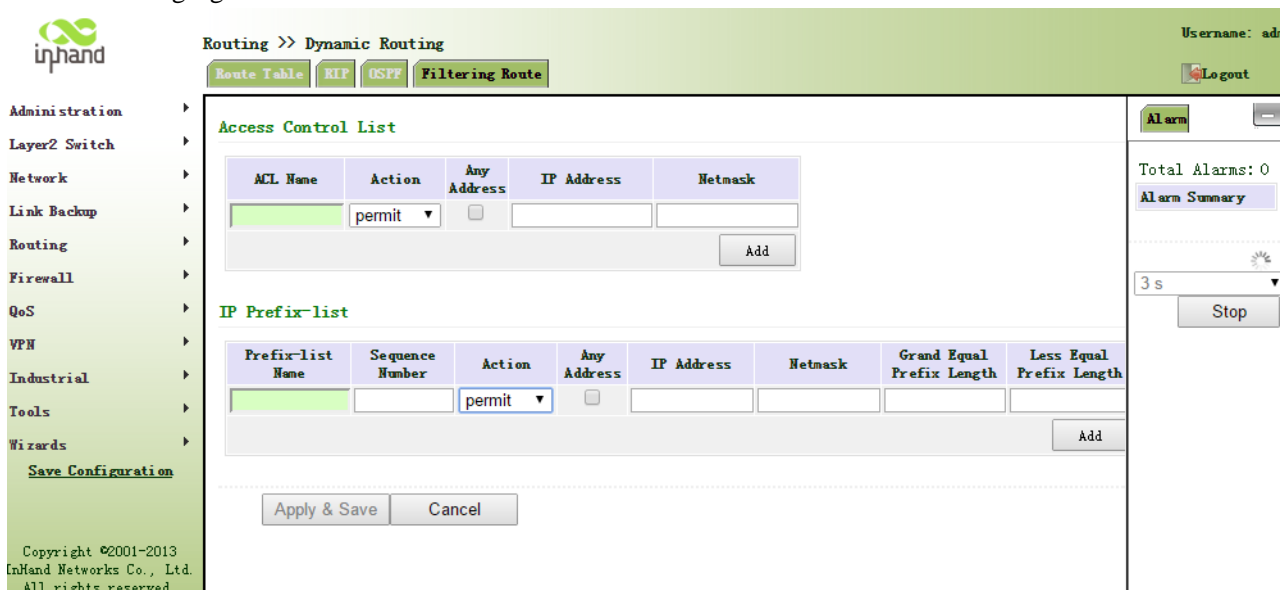 inhand
Routing >> Dynamic Routing
Username: ad
Route Table RIP OSPF Filtering Route
Logout
Administration
Layer2 Switch
Network
Link Backup
Routing
Firewall
QoS
VPN
Industrial
Tools
Wizards
Save Configuration
Copyright ©2001-2013
InHand Networks Co., Ltd.
All rights reserved
Access Control List
ACL Name Action Any Address IP Address Netmask
permit
Add
IP Prefix-list
Prefix-list Name Sequence Number Action Any Address IP Address Netmask Grand Equal Prefix Length Less Equal Prefix Length
permit
Add
Apply & Save Cancel
Alarm
Total Alarms: 0
Alarm Summary
3 s
Stop